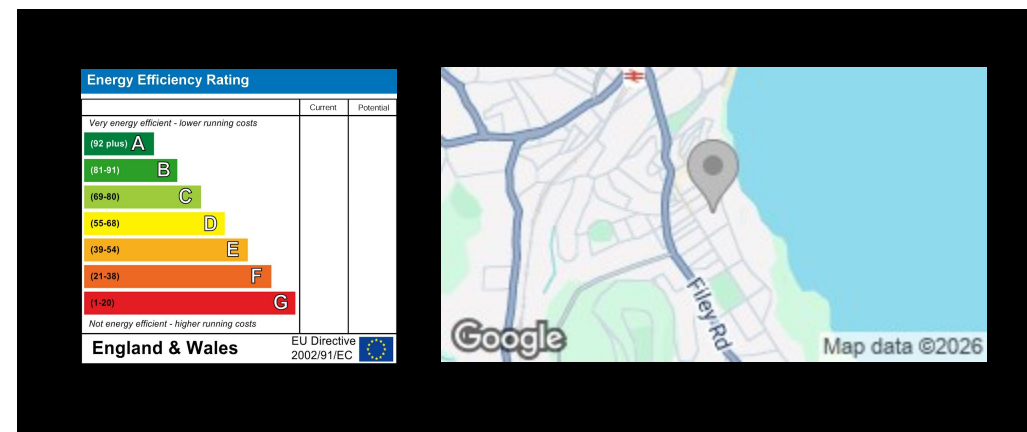 Energy Efficiency Rating
Current Potential
Very energy efficient - lower running costs
(92 plus) A
(81-91) B
(69-80) C
(55-68) D
(39-54) E
(21-38) F
(1-20) G
Not energy efficient - higher running costs
England & Wales
EU Directive
2002/91/EC
Filey Rd
Google
Map data ©2026